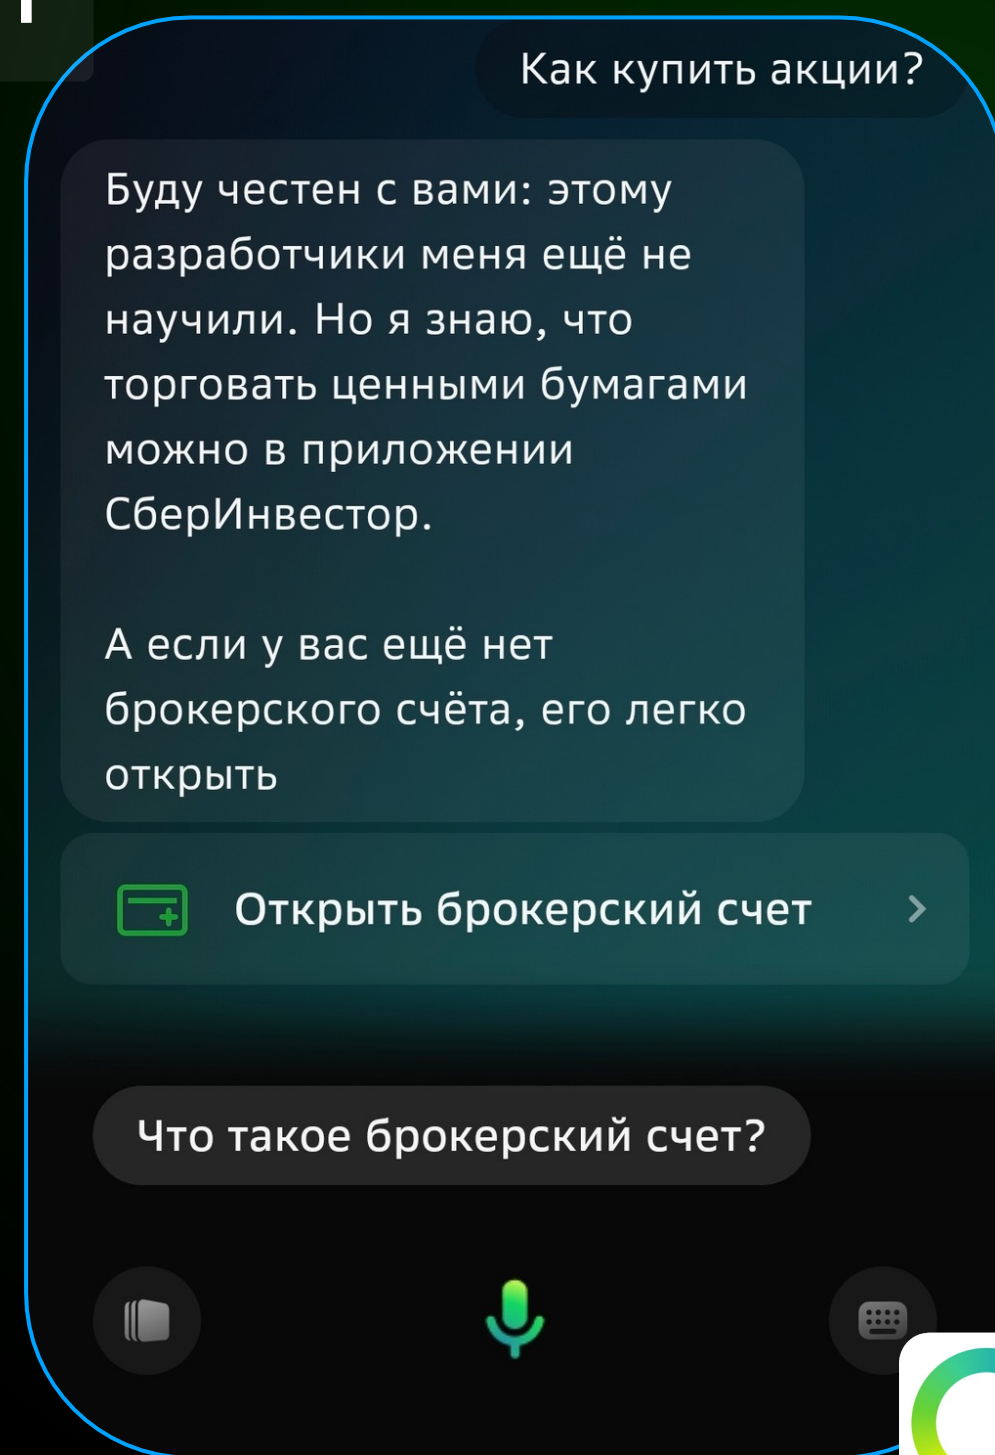 Как купить акции?
Буду честен с вами: этому
разработчики меня ещё не
научили. Но я знаю, что
торговать ценными бумагами
можно в приложении
СберИнвестор.
А если у вас ещё нет
брокерского счёта, его легко
открыть
Открыть брокерский счет
Что такое брокерский счет?